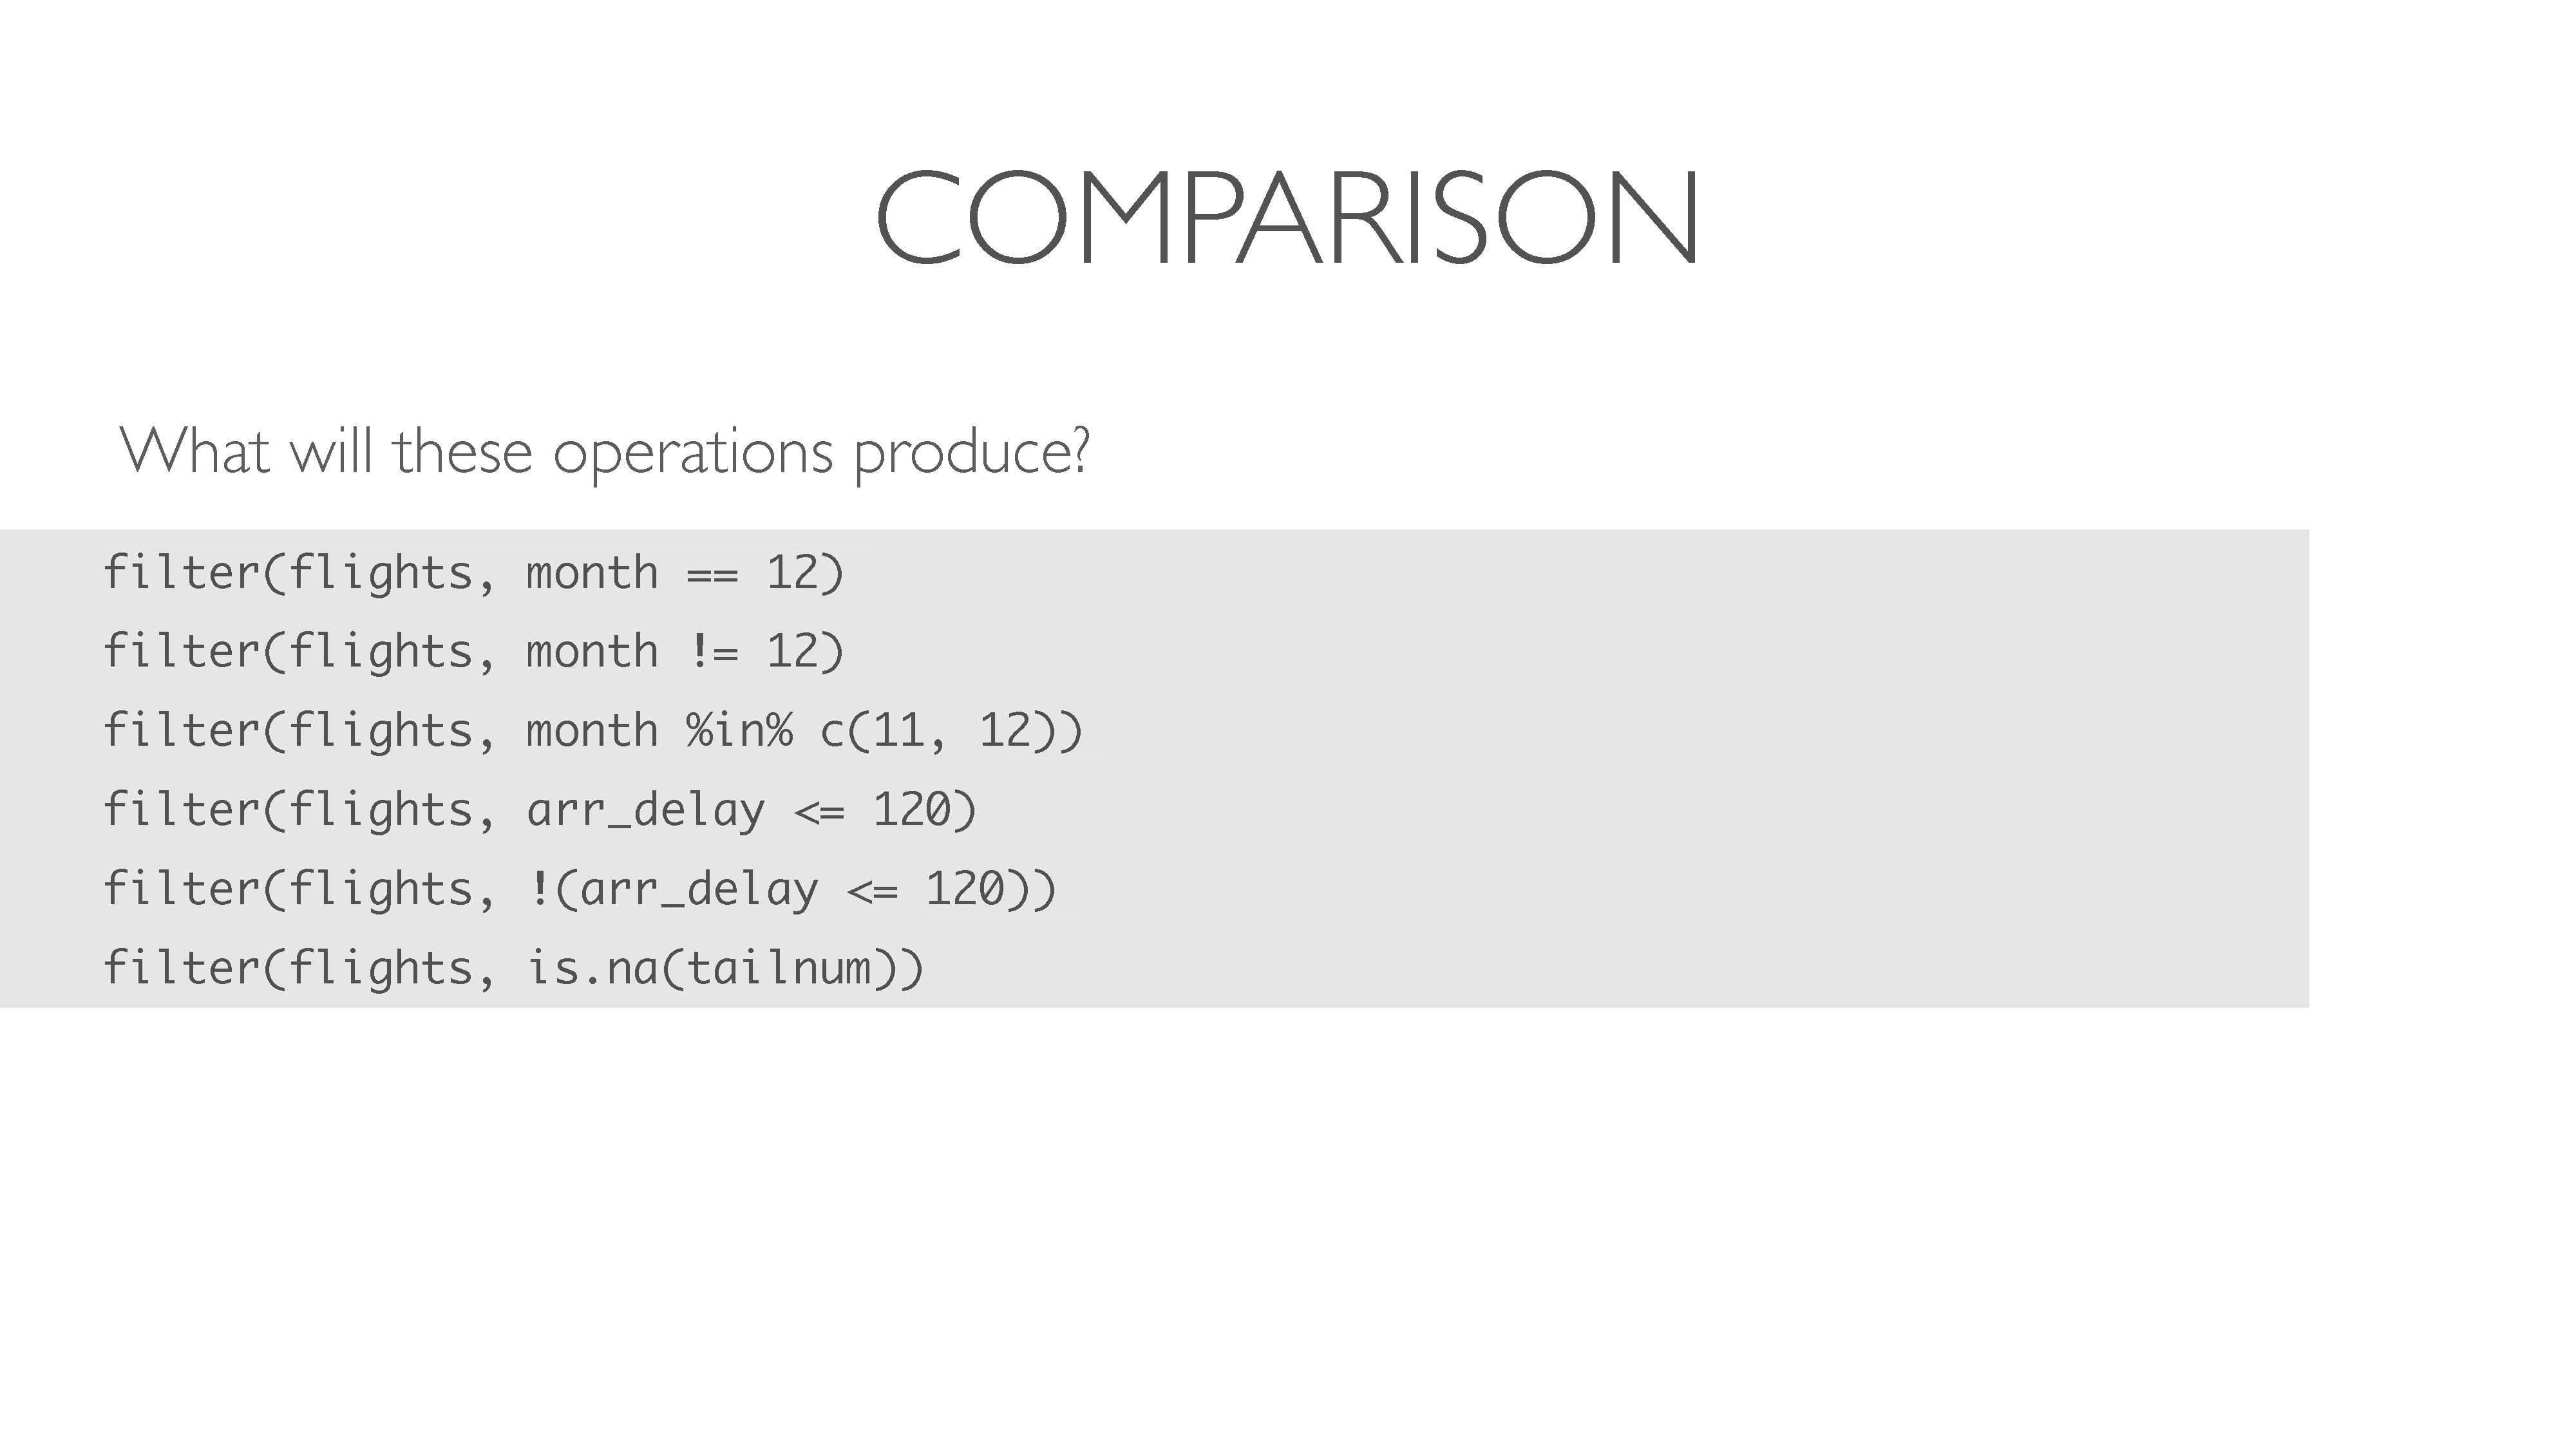 COMPARISON
What will these operations produce?
filter(flights, month == 12)
filter(flights, month != 12)
filter(flights, month %in% c(11, 12))
filter(flights, arr_delay <= 120)
filter(flights, !(arr_delay <= 120))
filter(flights, is.na(tailnum))